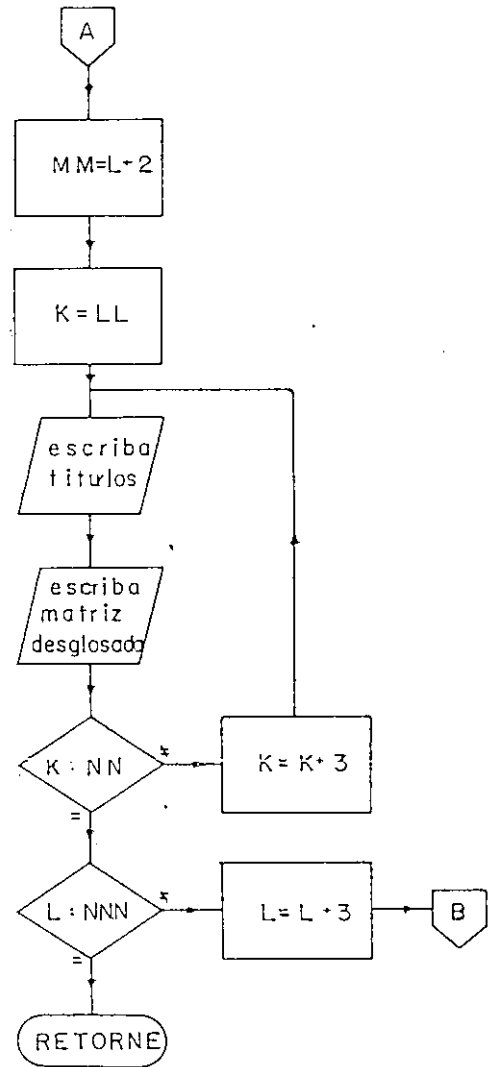 A
MM=L+2
K=LL
escriba
titulos
escriba
matriz
desglosada
K:NN
≠
K=K+3
=
L:NNN
≠
L=L+3
B
=
RETORNE